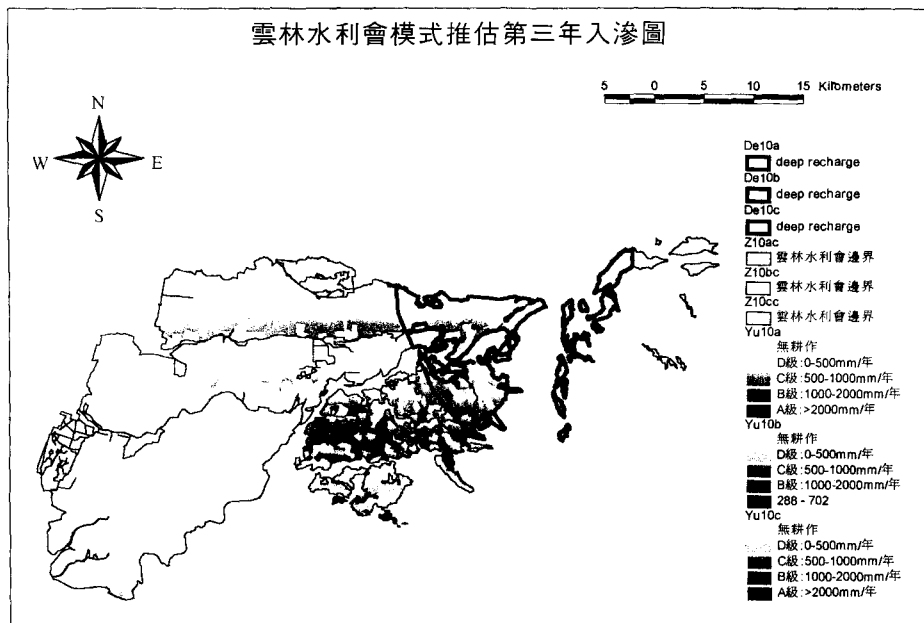 雲林水利會模式推估第三年入滲圖
5 0 5 10 15 Kilometers
N
W E
S
De10a
deep recharge
De10b
deep recharge
De10c
deep recharge
Z10ac
雲林水利會邊界
Z10bc
雲林水利會邊界
Z10cc
雲林水利會邊界
Yu10a
無耕作
D級:0-500mm/年
C級:500-1000mm/年
B級:1000-2000mm/年
A級:>2000mm/年
Yu10b
無耕作
D級:0-500mm/年
C級:500-1000mm/年
B級:1000-2000mm/年
288 - 702
Yu10c
無耕作
D級:0-500mm/年
C級:500-1000mm/年
B級:1000-2000mm/年
A級:>2000mm/年